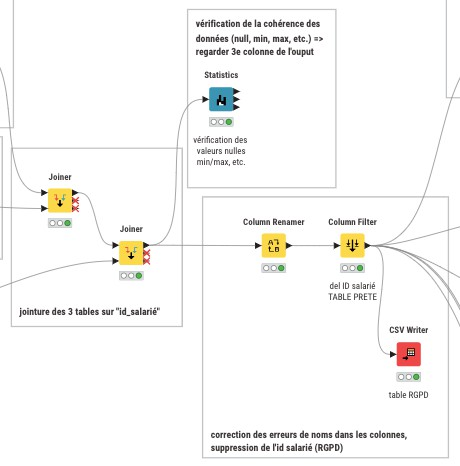 vérification de la cohérence des
données (null, min, max, etc.) =>
regarder 3e colonne de l'ouput
Statistics
vérification des
valeurs nulles
min/max, etc.
Joiner
Joiner
jointure des 3 tables sur "id_salarié"
Column Renamer
Column Filter
del ID salarié
TABLE PRETE
CSV Writer
table RGPD
correction des erreurs de noms dans les colonnes,
suppression de l'id salarié (RGPD)